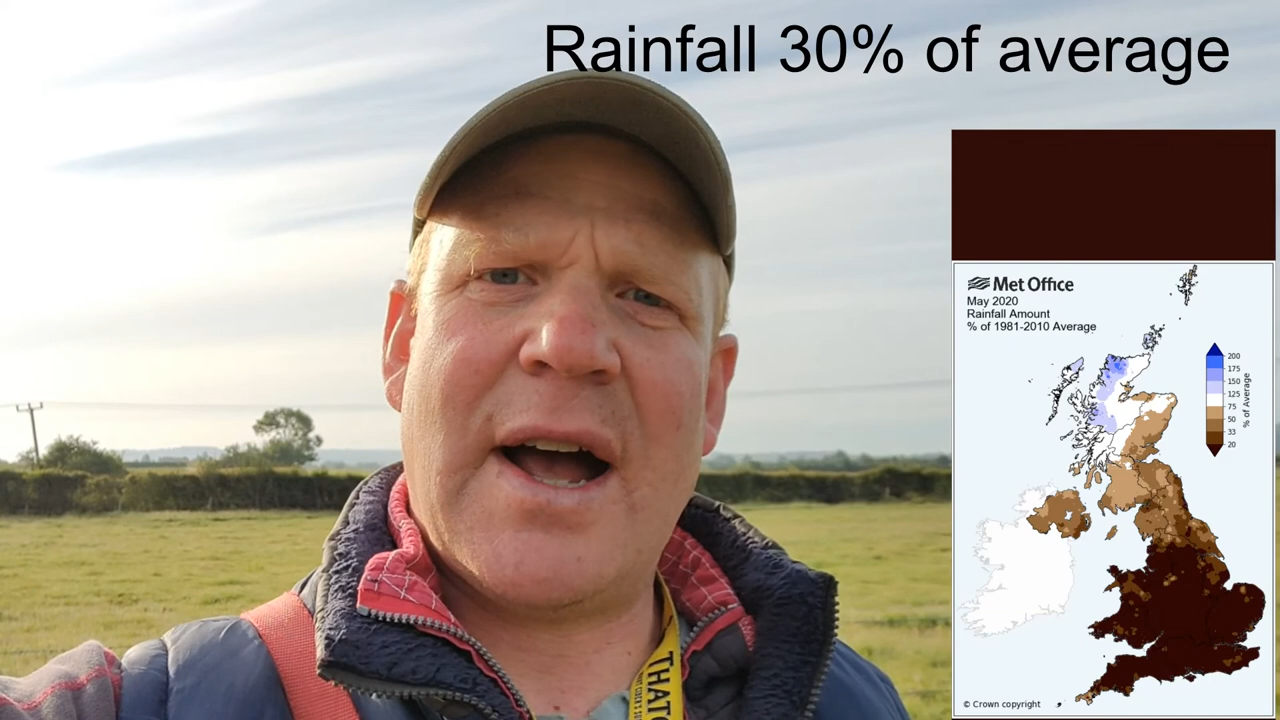 Rainfall 30% of average
Met Office
May 2020
Rainfall Amount
% of 1981-2010 Average
200
175
150
125
75
50
33
20
% of Average
THATC
© Crown copyright